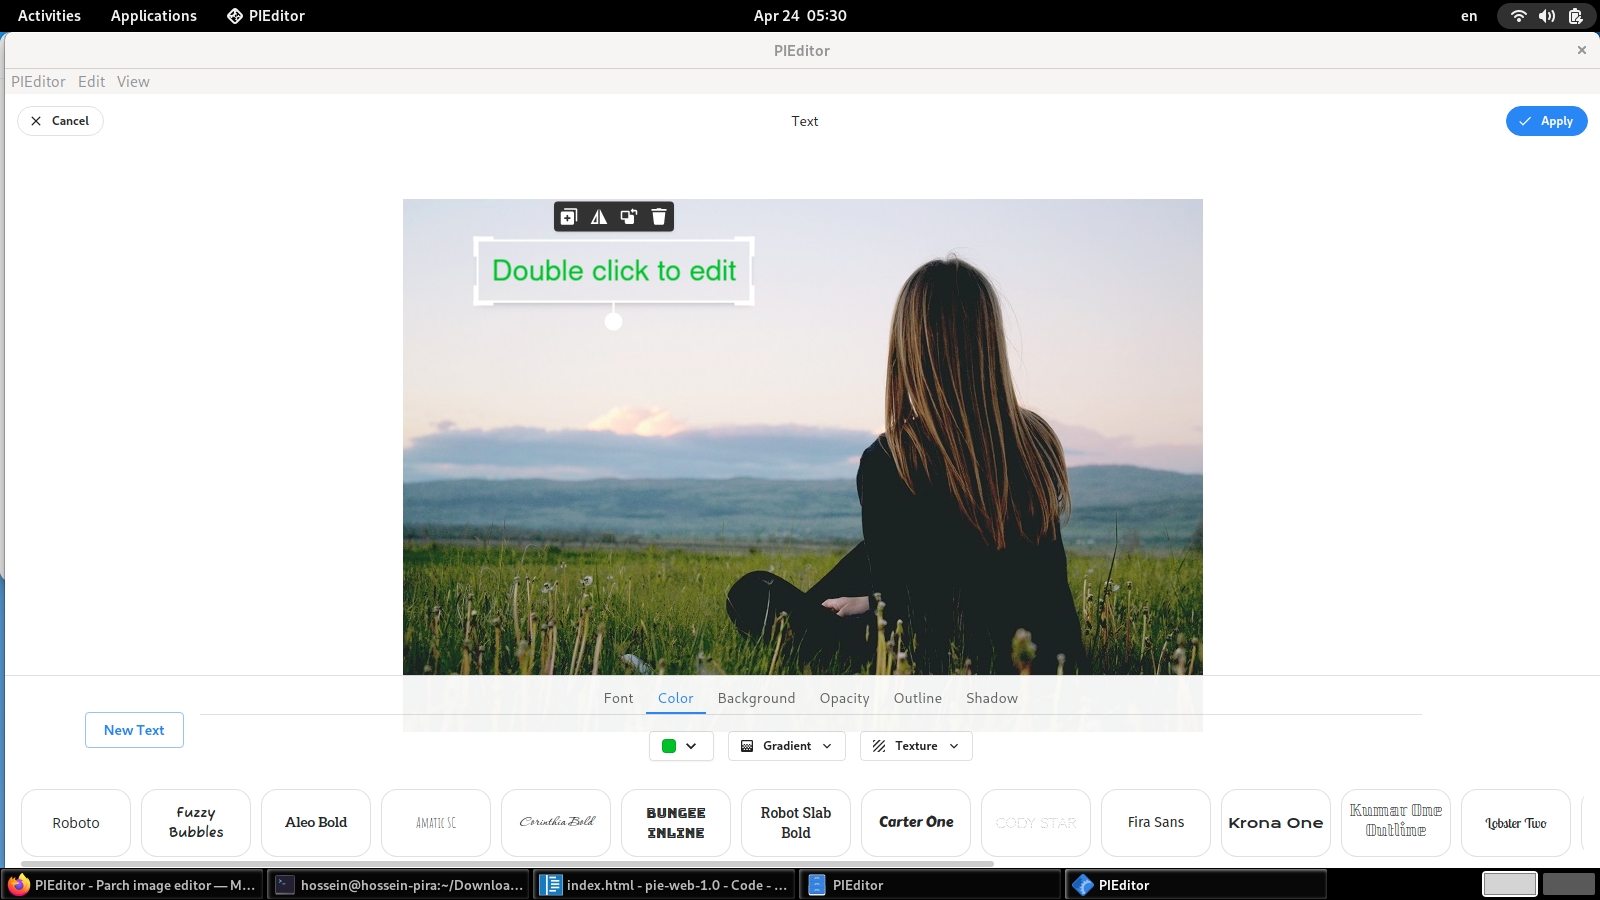 Activities Applications PIEditor Apr 24 05:30 en
PIEditor
PIEditor Edit View
Cancel Text Apply
Double click to edit
Font Color Background Opacity Outline Shadow
New Text
Gradient Texture
Roboto
Fuzzy
Bubbles
Aleo Bold
Amatic SC
Corinthia Bold
BUNGEE
INLINE
Robot Slab
Bold
Carter One
CODY STAR
Fira Sans
Krona One
Kumar One
Outline
Lobster Two
PIEditor - Parch image editor — M...
hossein@hossein-pira:~/Downloa...
index.html - pie-web-1.0 - Code - ...
PIEditor
PIEditor